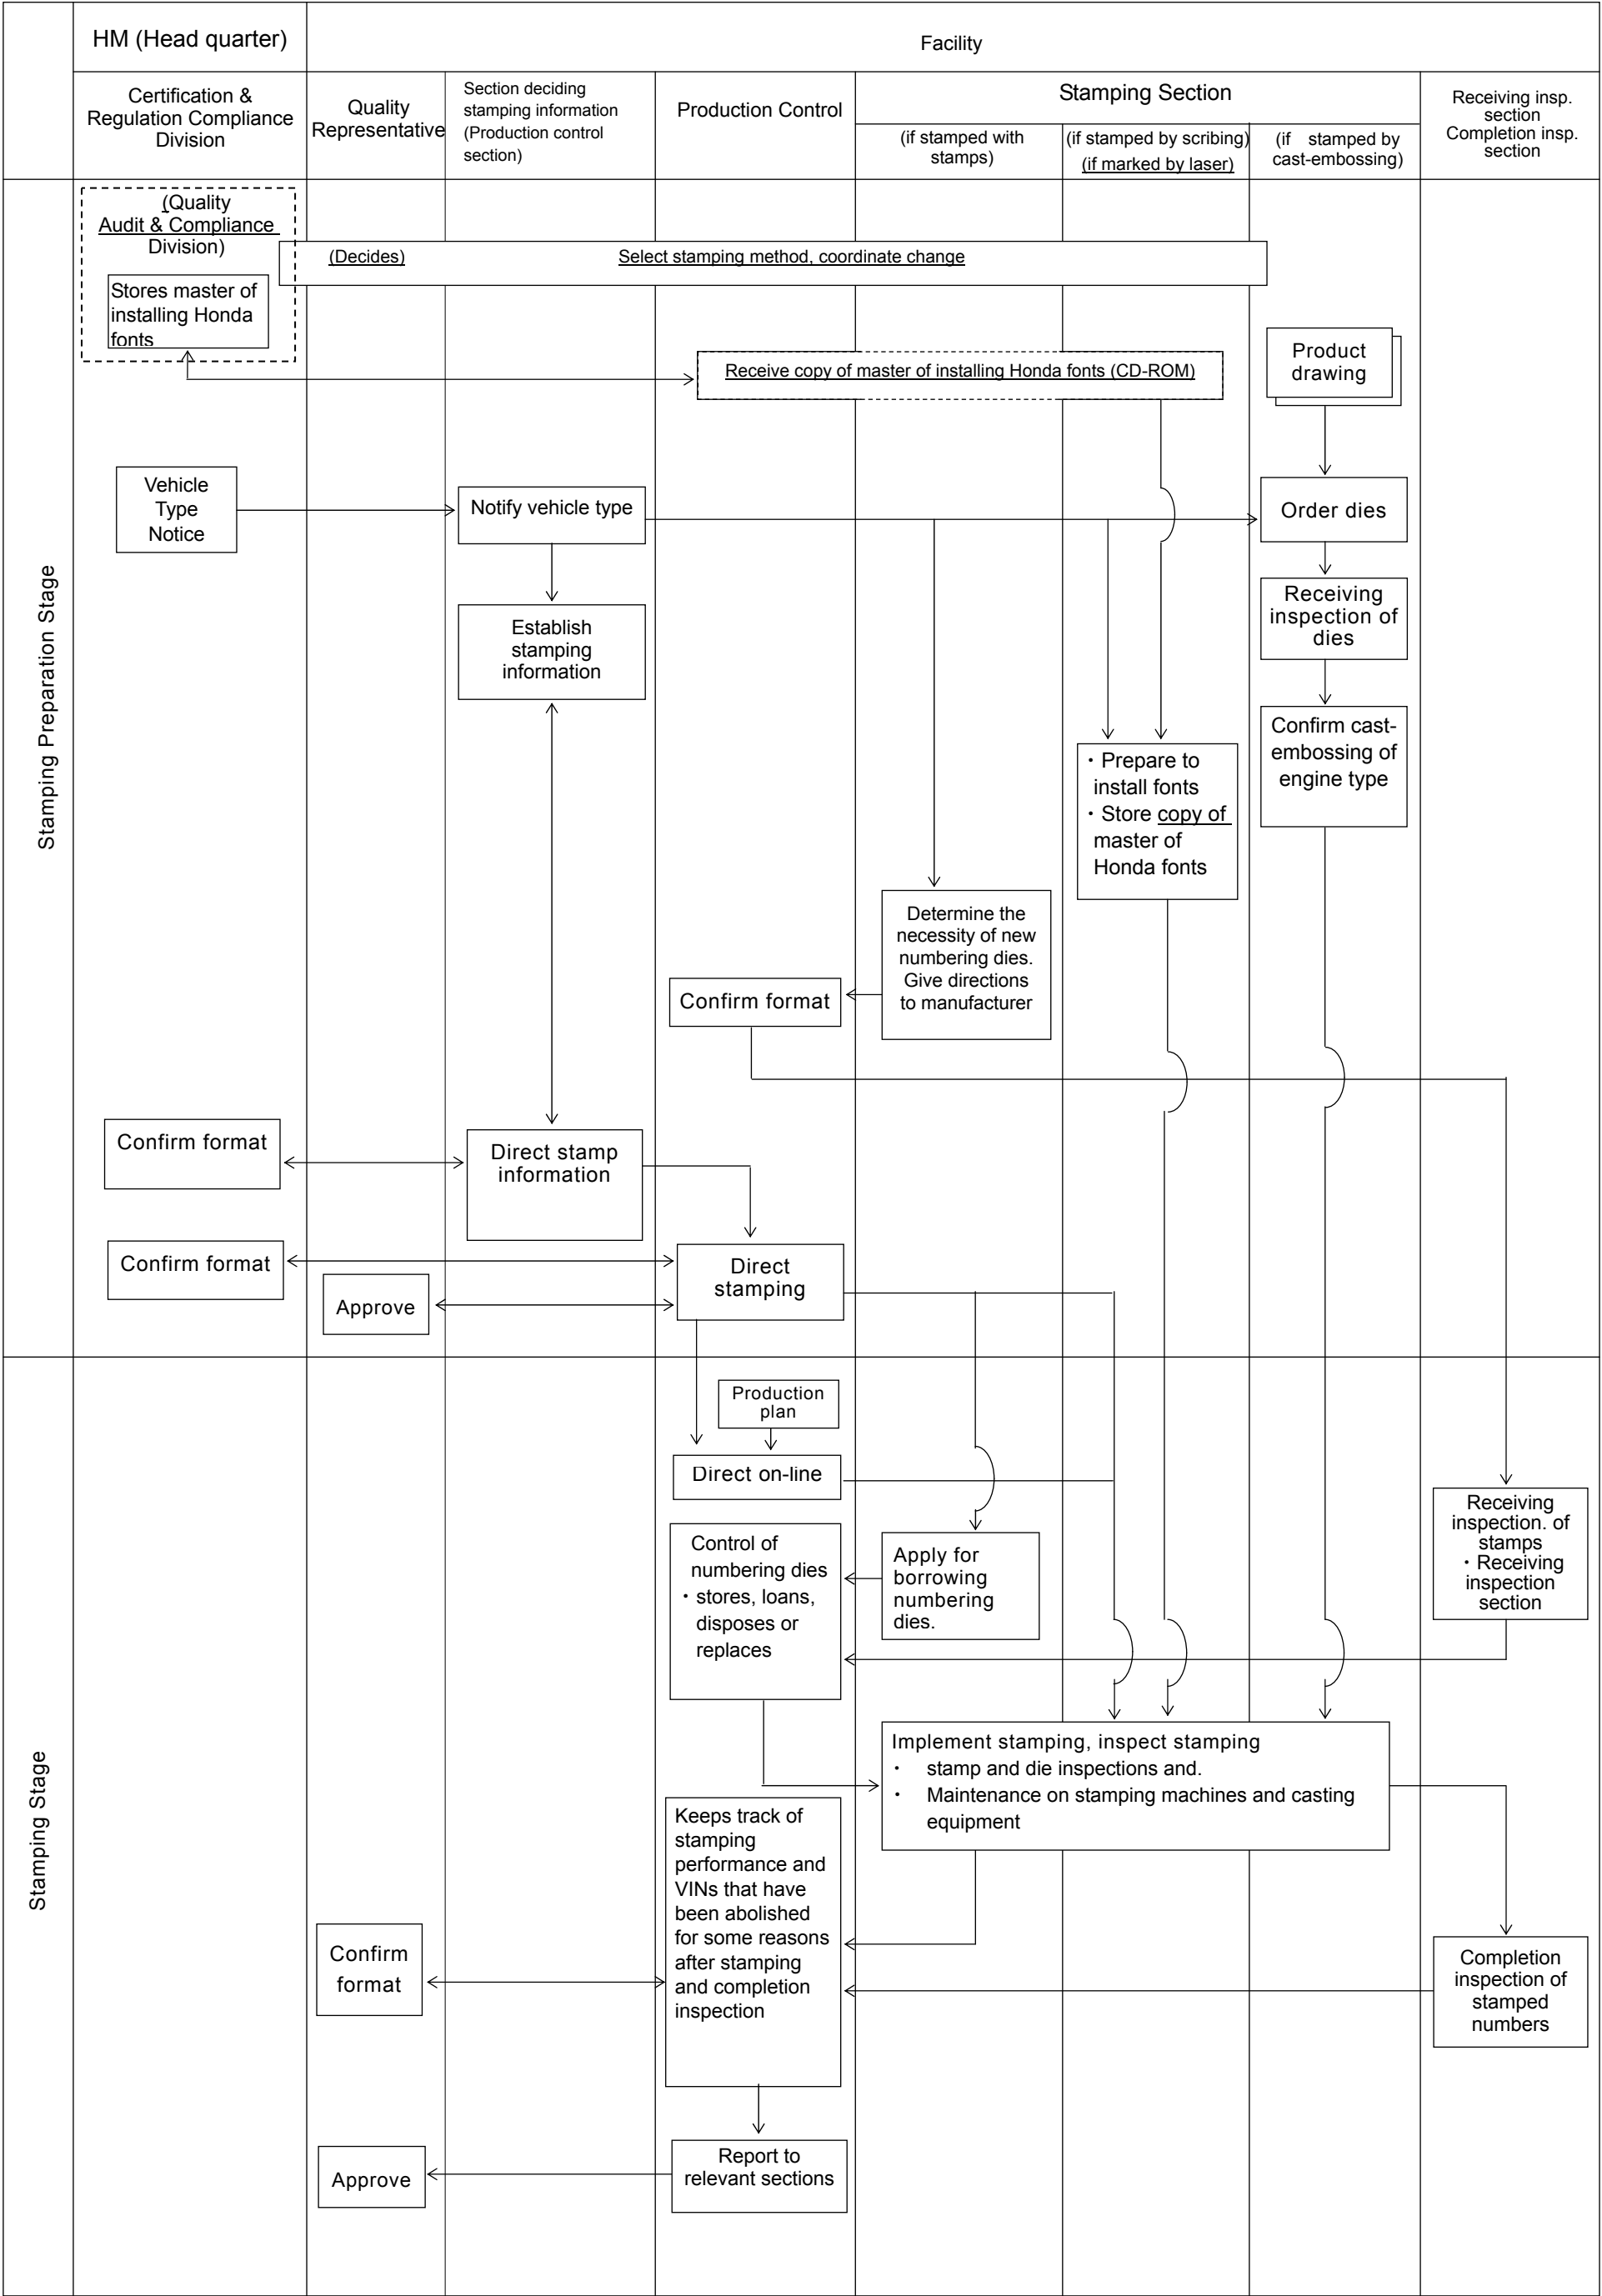 HM (Head quarter)
Facility
Certification &
Regulation Compliance
Division
Quality
Representative
Section deciding
stamping information
(Production control
section)
Production Control
Stamping Section
(if stamped with
stamps)
(if stamped by scribing)
(if marked by laser)
(if stamped by
cast-embossing)
Receiving insp.
section
Completion insp.
section
Stamping Preparation Stage
(Quality
Audit & Compliance
Division)
Stores master of
installing Honda
fonts
(Decides)
Select stamping method, coordinate change
Receive copy of master of installing Honda fonts (CD-ROM)
Product
drawing
Vehicle
Type
Notice
Notify vehicle type
Order dies
Establish
stamping
information
Receiving
inspection of
dies
Confirm cast-
embossing of
engine type
・Prepare to
install fonts
・Store copy of
master of
Honda fonts
Determine the
necessity of new
numbering dies.
Give directions
to manufacturer
Confirm format
Confirm format
Direct stamp
information
Confirm format
Direct
stamping
Approve
Stamping Stage
Production
plan
Direct on-line
Control of
numbering dies
・stores, loans,
disposes or
replaces
Apply for
borrowing
numbering
dies.
Receiving
inspection. of
stamps
・Receiving
inspection
section
Implement stamping, inspect stamping
・ stamp and die inspections and.
・ Maintenance on stamping machines and casting
equipment
Keeps track of
stamping
performance and
VINs that have
been abolished
for some reasons
after stamping
and completion
inspection
Confirm
format
Completion
inspection of
stamped
numbers
Report to
relevant sections
Approve